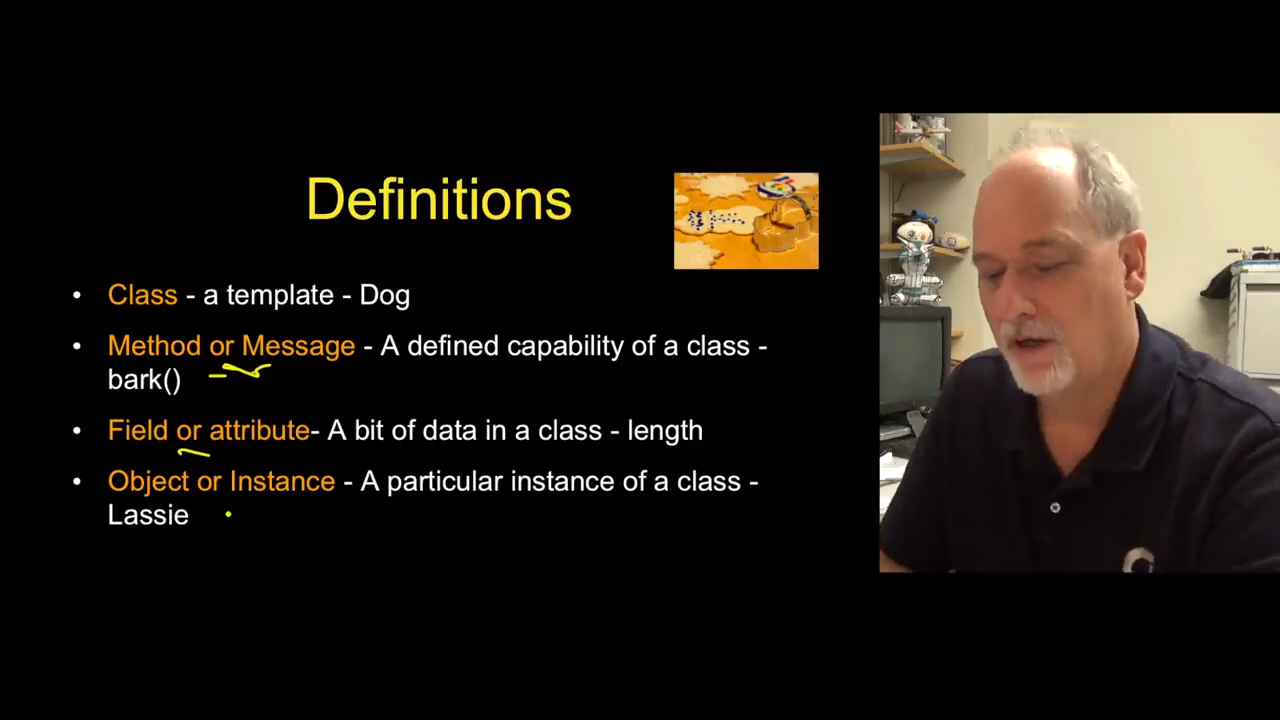 Definitions
• Class - a template - Dog
• Method or Message - A defined capability of a class -
bark()
• Field or attribute- A bit of data in a class - length
• Object or Instance - A particular instance of a class -
Lassie